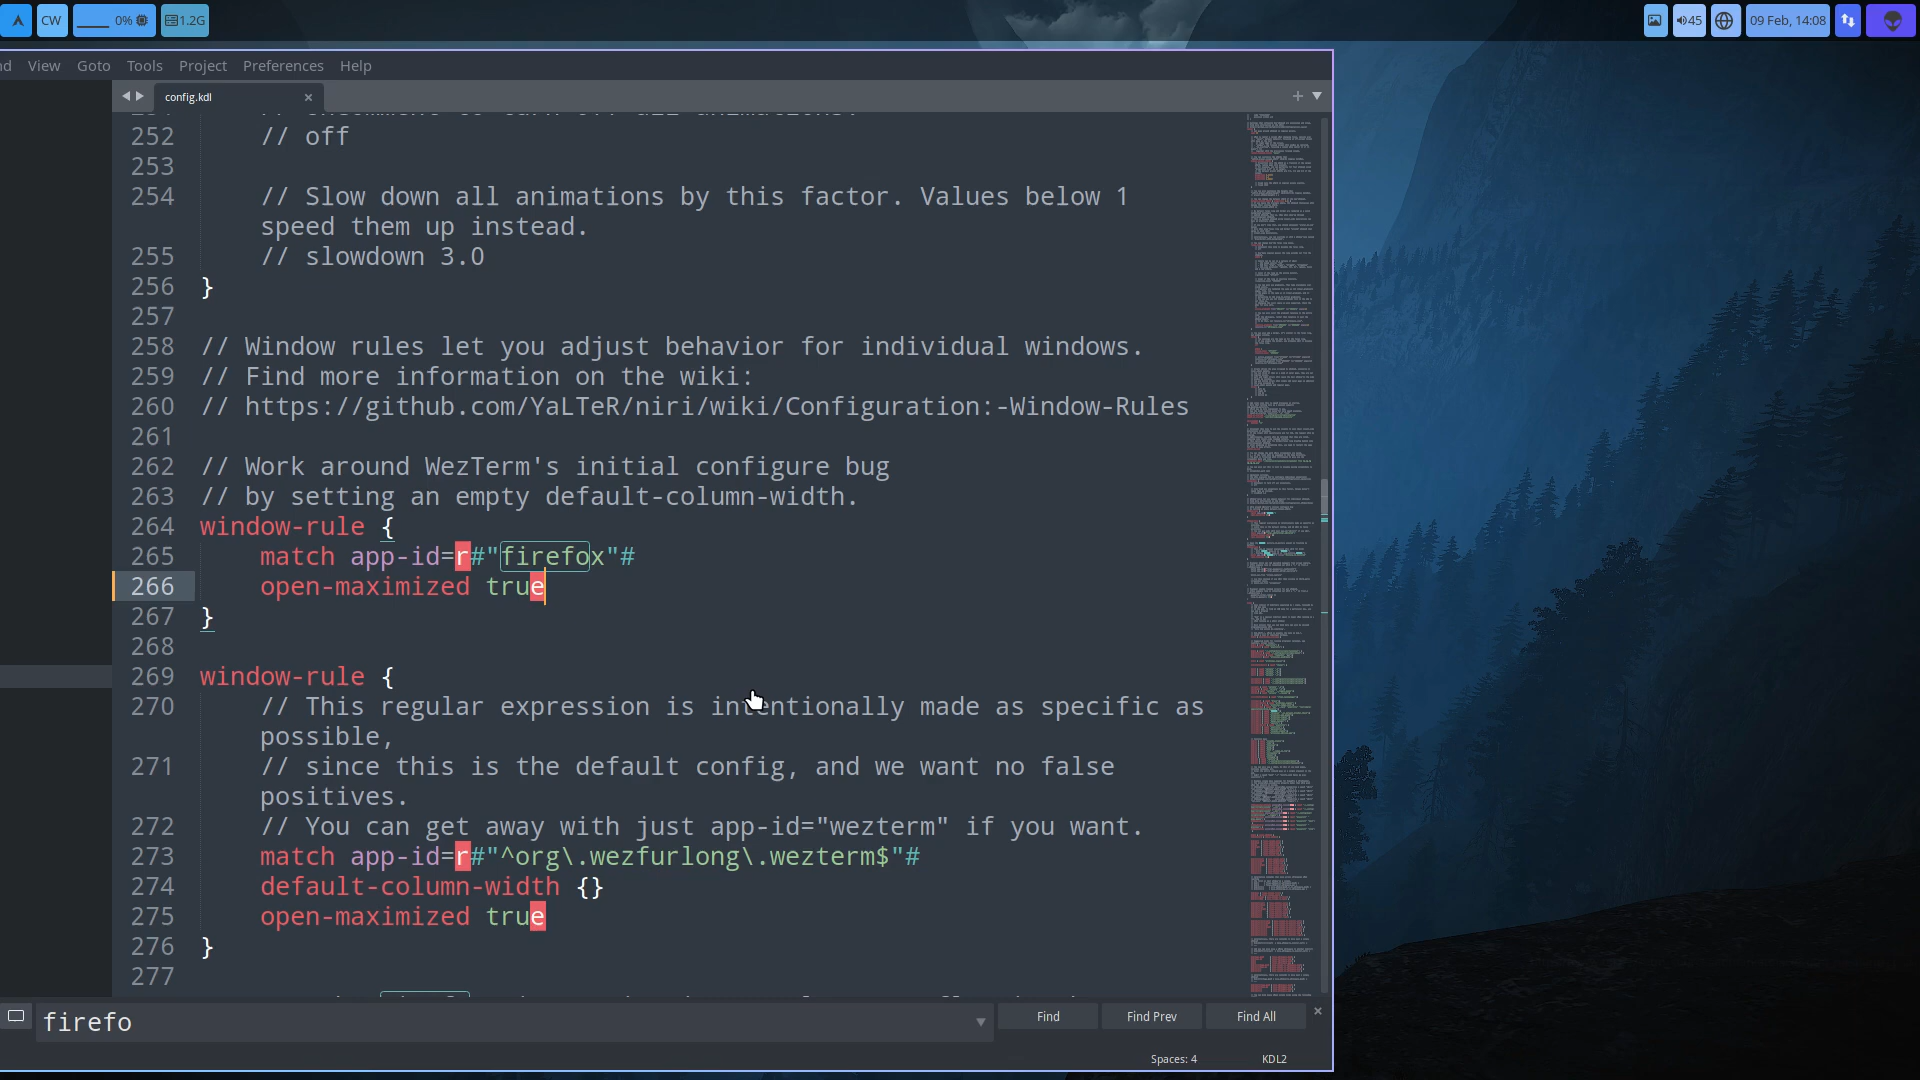 CW
0%
1.2G
45
09 Feb, 14:08
nd View Goto Tools Project Preferences Help
config.kdl
252 // off
253
254 // Slow down all animations by this factor. Values below 1
speed them up instead.
255 // slowdown 3.0
256 }
257
258 // Window rules let you adjust behavior for individual windows.
259 // Find more information on the wiki:
260 // https://github.com/YaLTeR/niri/wiki/Configuration:-Window-Rules
261
262 // Work around WezTerm's initial configure bug
263 // by setting an empty default-column-width.
264 window-rule {
265 match app-id=r#"firefox"#
266 open-maximized true
267 }
268
269 window-rule {
270 // This regular expression is intentionally made as specific as
possible,
271 // since this is the default config, and we want no false
positives.
272 // You can get away with just app-id="wezterm" if you want.
273 match app-id=r#"^org\.wezfurlong\.wezterm$"#
274 default-column-width {}
275 open-maximized true
276 }
277
firefo
Find
Find Prev
Find All
Spaces: 4
KDL2